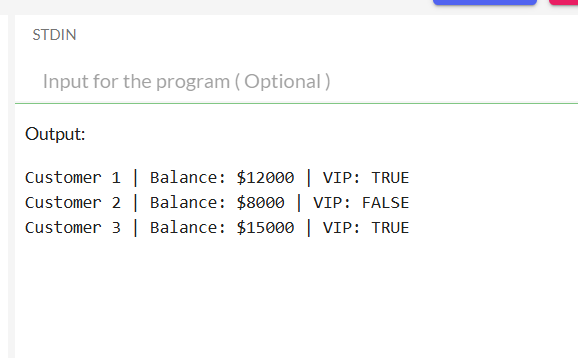 STDIN
Input for the program ( Optional )
Output:
Customer 1 | Balance: $12000 | VIP: TRUE
Customer 2 | Balance: $8000 | VIP: FALSE
Customer 3 | Balance: $15000 | VIP: TRUE